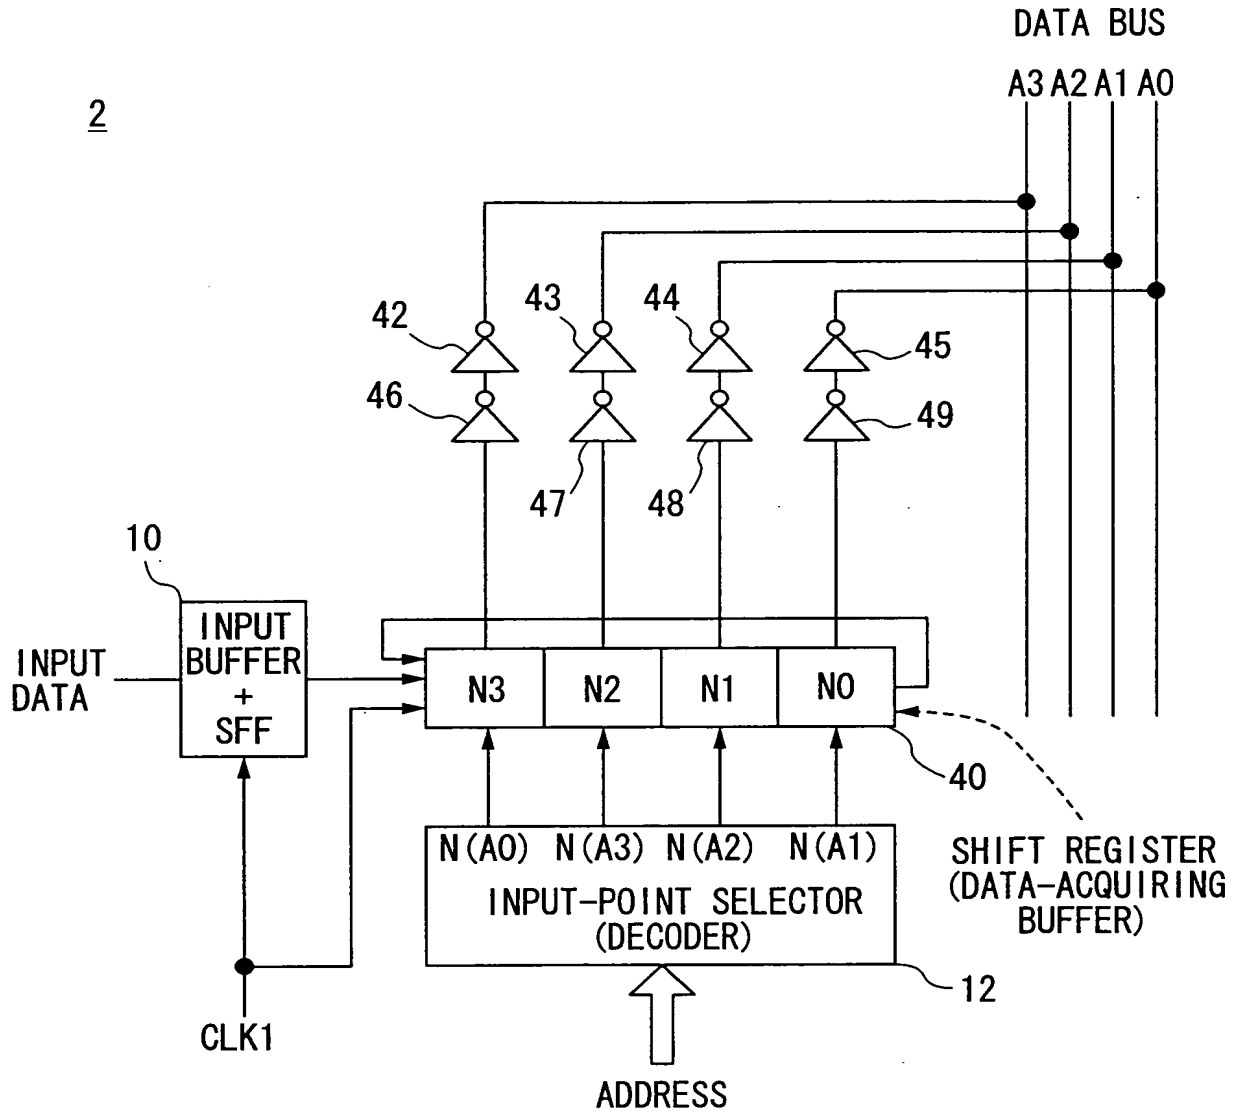 DATA BUS
A3 A2 A1 A0
2
42
43
44
45
46
47
48
49
10
INPUT
BUFFER
+
SFF
INPUT
DATA
N3
N2
N1
N0
40
N(A0) N(A3) N(A2) N(A1)
INPUT-POINT SELECTOR
(DECODER)
SHIFT REGISTER
(DATA-ACQUIRING
BUFFER)
12
CLK1
ADDRESS